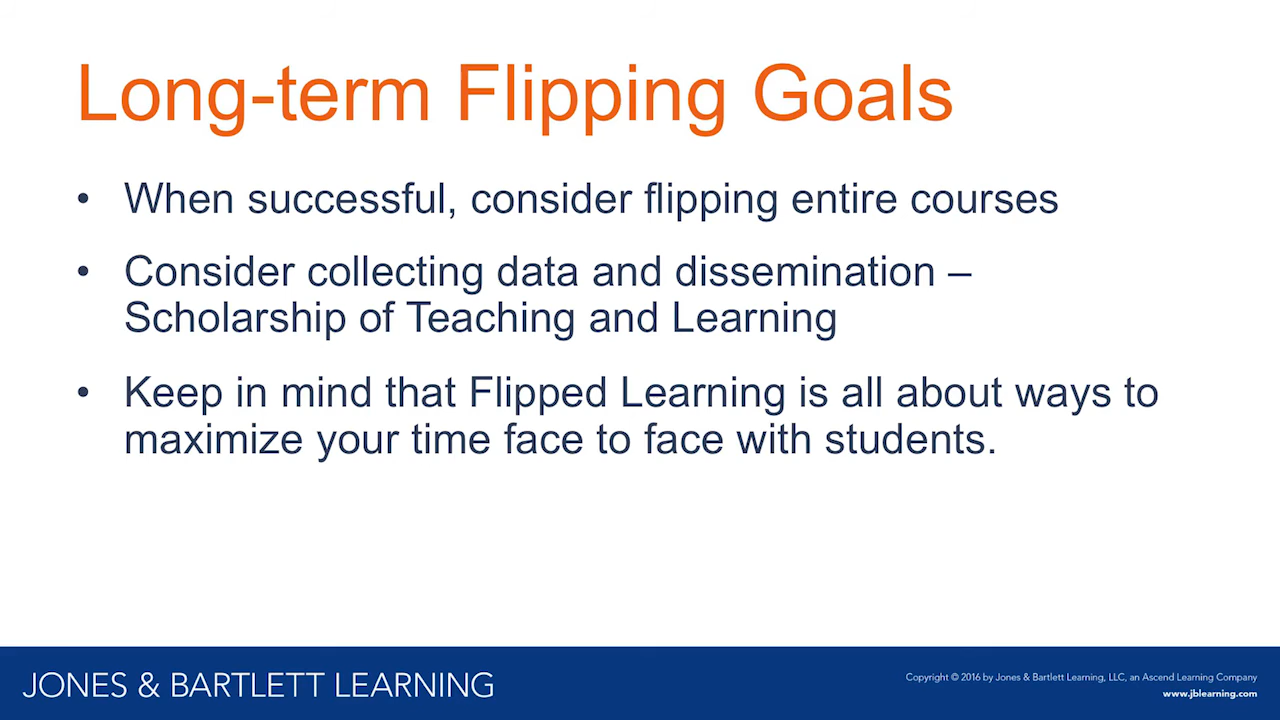 Long-term Flipping Goals
• When successful, consider flipping entire courses
• Consider collecting data and dissemination –
Scholarship of Teaching and Learning
• Keep in mind that Flipped Learning is all about ways to
maximize your time face to face with students.
JONES & BARTLETT LEARNING
Copyright © 2016 by Jones & Bartlett Learning, LLC, an Ascend Learning Company
www.jblearning.com